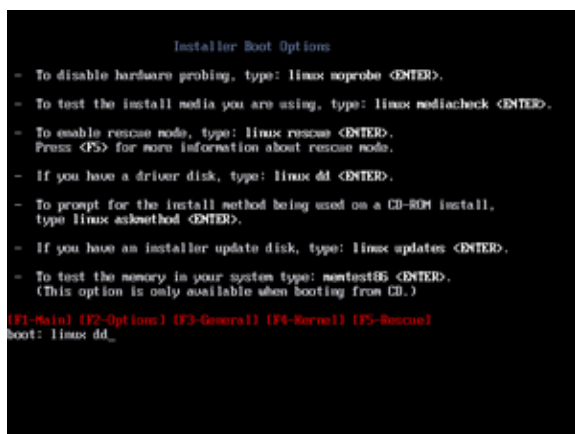 Installer Boot Options
- To disable hardware probing, type: linux noprobe <ENTER>.
- To test the install media you are using, type: linux mediacheck <ENTER>.
- To enable rescue mode, type: linux rescue <ENTER>.
Press <F5> for more information about rescue mode.
- If you have a driver disk, type: linux dd <ENTER>.
- To prompt for the install method being used on a CD-ROM install,
type linux askmethod <ENTER>.
- If you have an installer update disk, type: linux updates <ENTER>.
- To test the memory in your system type: memtest86 <ENTER>.
(This option is only available when booting from CD.)
[F1-Main] [F2-Options] [F3-General] [F4-Kernel] [F5-Rescue]
boot: linux dd_